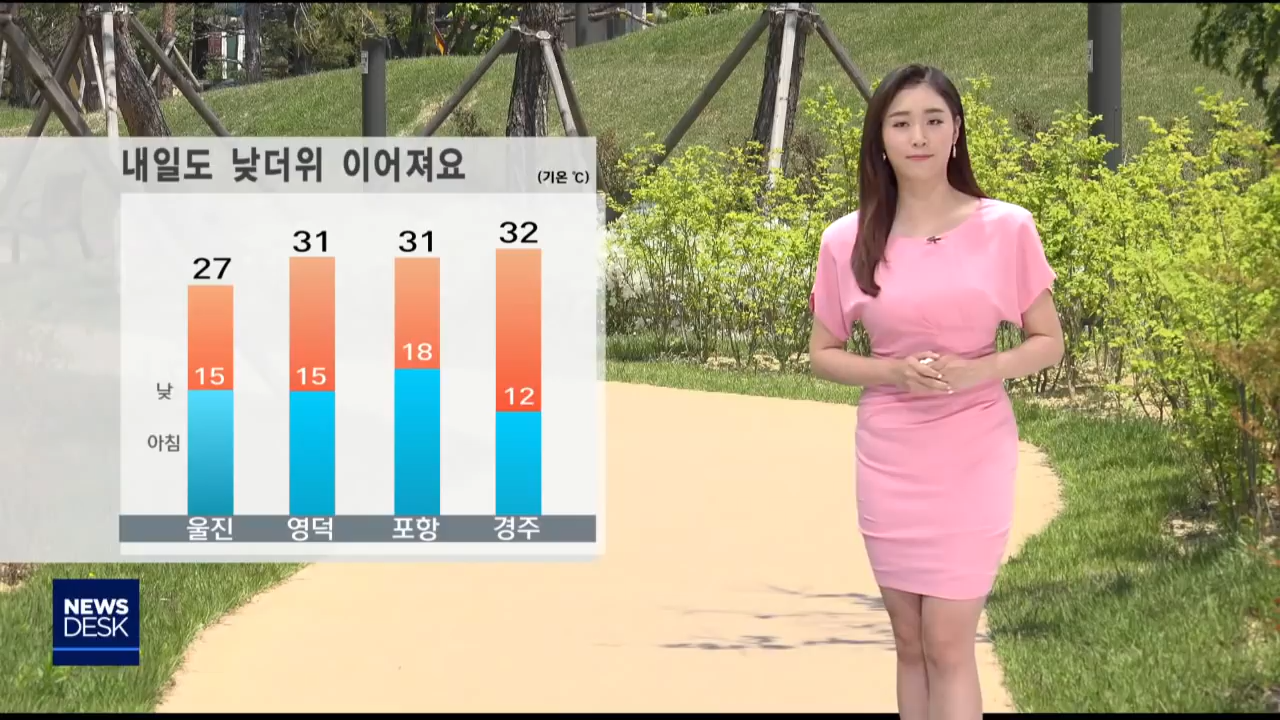 내일도 낮더위 이어져요
(기온 ℃)
27 31 31 32
15 15 18 12
낮
아침
울진 영덕 포항 경주
NEWS
DESK